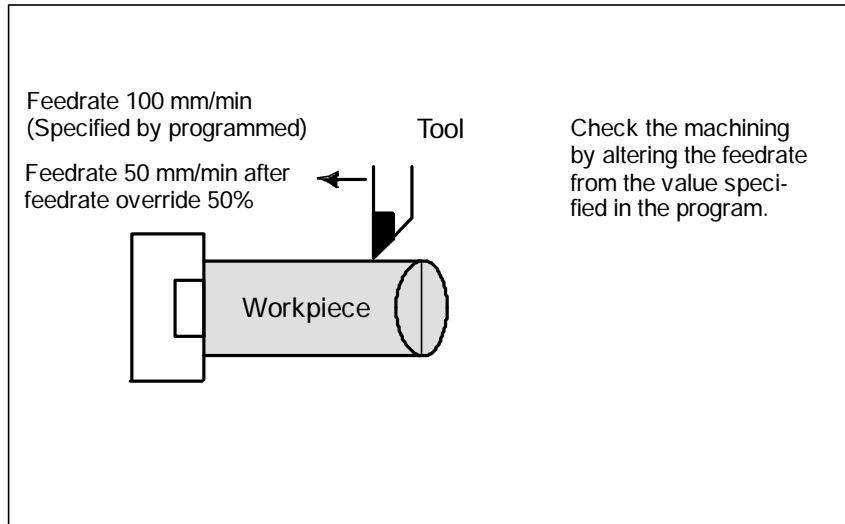 Feedrate 100 mm/min
(Specified by programmed)
Feedrate 50 mm/min after
feedrate override 50%
Tool
Check the machining
by altering the feedrate
from the value speci-
fied in the program.
Workpiece